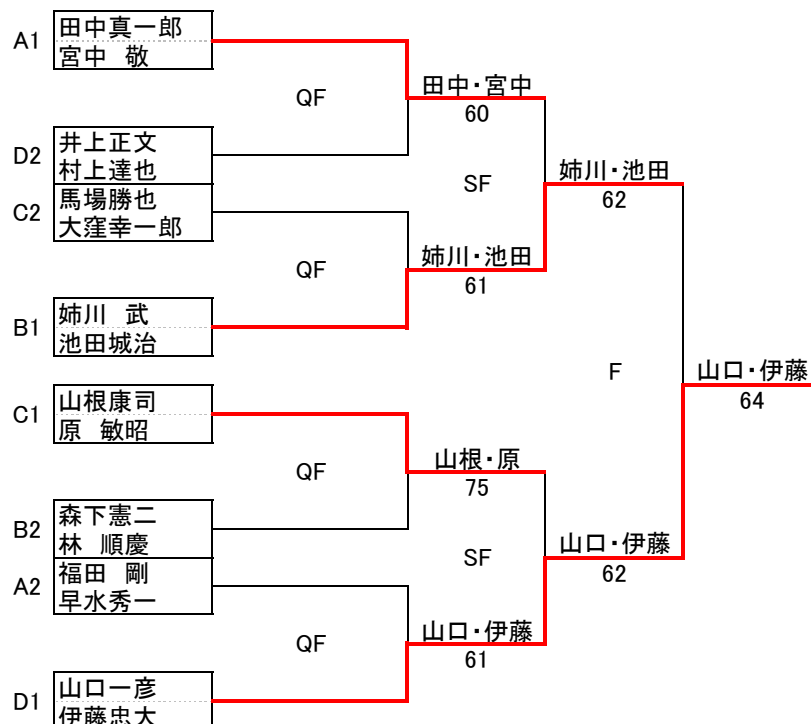 A1
田中真一郎
宮中 敬
QF
田中・宮中
60
D2
井上正文
村上達也
SF
姉川・池田
62
C2
馬場勝也
大窪幸一郎
QF
姉川・池田
61
B1
姉川 武
池田城治
F
山口・伊藤
64
C1
山根康司
原 敏昭
QF
山根・原
75
B2
森下憲二
林 順慶
SF
山口・伊藤
62
A2
福田 剛
早水秀一
QF
山口・伊藤
61
D1
山口一彦
伊藤忠大